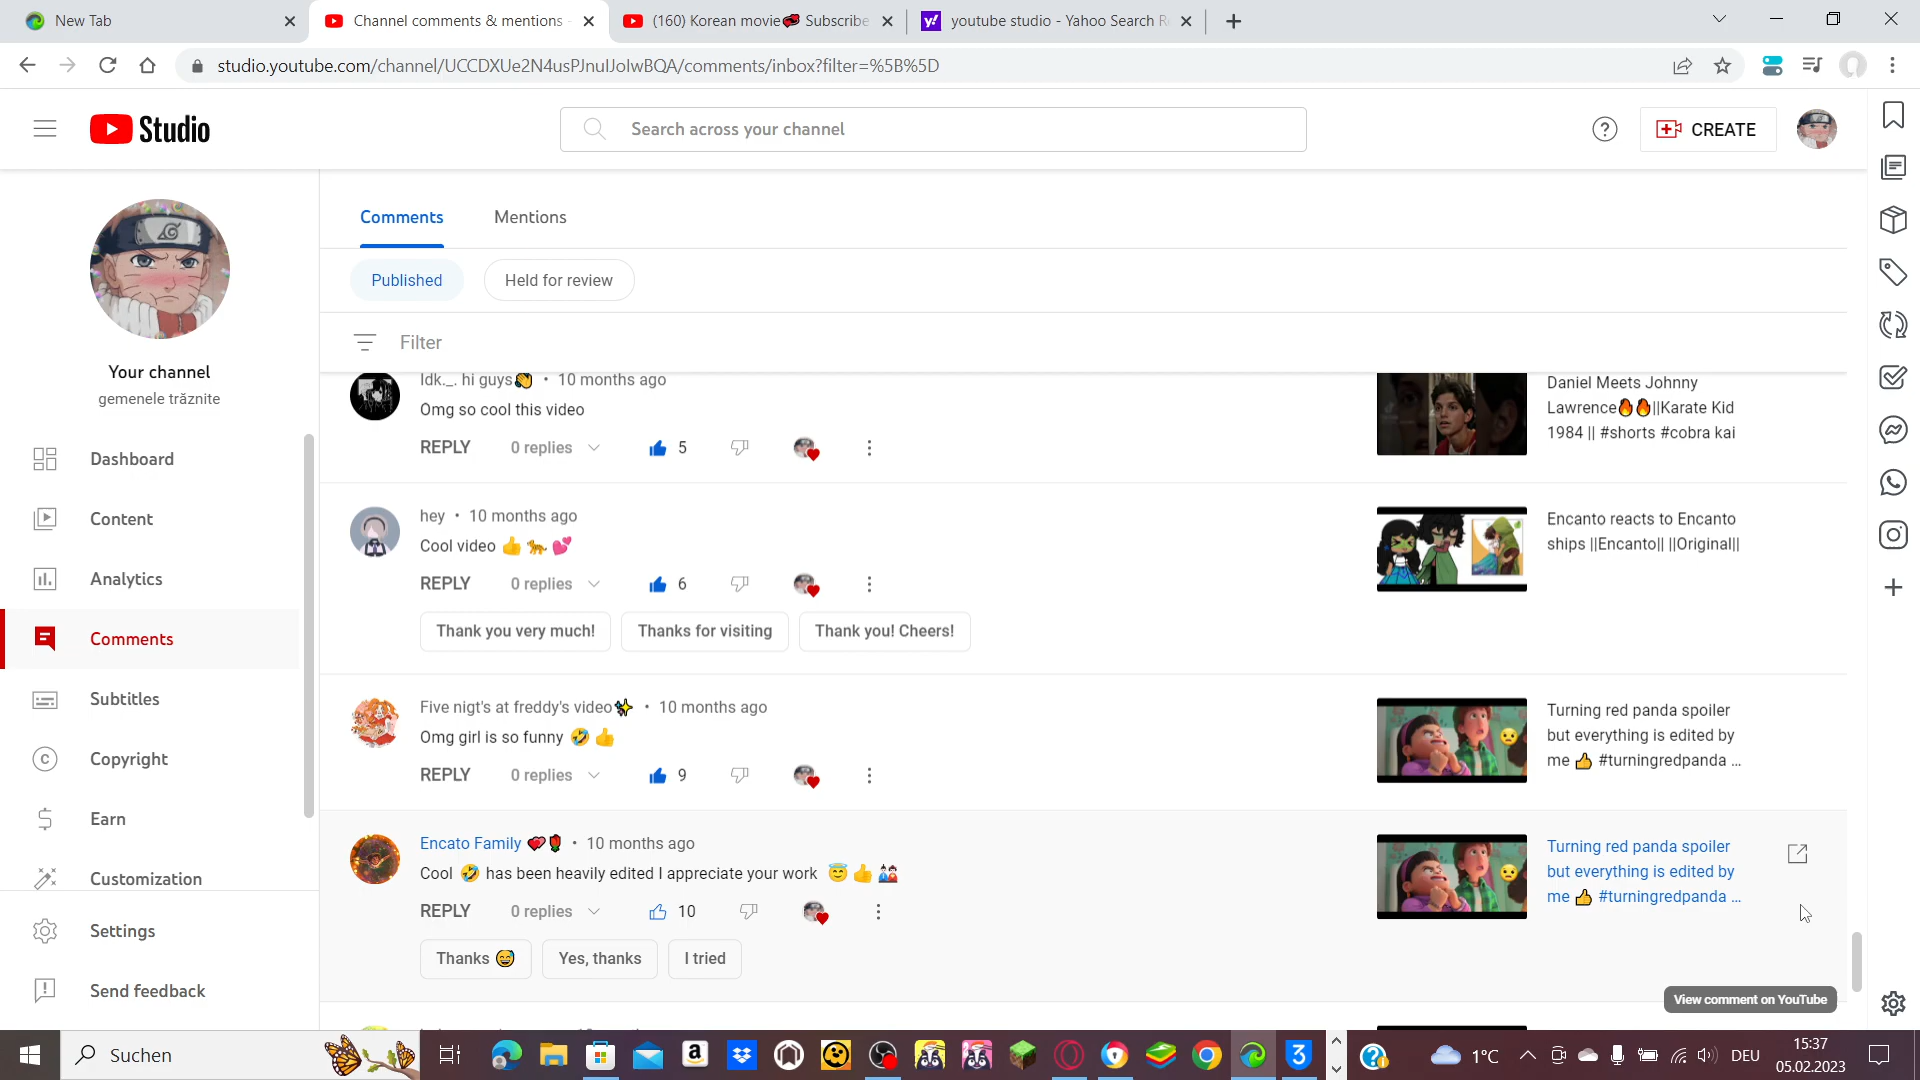 New Tab
Channel comments & mentions -
(160) Korean movie Subscribe
youtube studio - Yahoo Search R
studio.youtube.com/channel/UCCDXUe2N4usPJnulJolwBQA/comments/inbox?filter=%5B%5D
Studio
Search across your channel
CREATE
Your channel
gemenele trăznite
Dashboard
Content
Analytics
Comments
Subtitles
Copyright
Earn
Customization
Settings
Send feedback
Comments
Mentions
Published
Held for review
Filter
Idk._. hi guys👏 • 10 months ago
Omg so cool this video
REPLY 0 replies 5
Daniel Meets Johnny
Lawrence🔥🔥||Karate Kid
1984 || #shorts #cobra kai
hey • 10 months ago
Cool video 👍🐆💕
REPLY 0 replies 6
Thank you very much!
Thanks for visiting
Thank you! Cheers!
Encanto reacts to Encanto
ships ||Encanto|| ||Original||
Five nigt's at freddy's video✨ • 10 months ago
Omg girl is so funny 🤣👍
REPLY 0 replies 9
Turning red panda spoiler
but everything is edited by
me 👍 #turningredpanda ...
Encato Family ❤🌹 • 10 months ago
Cool 🤣 has been heavily edited I appreciate your work 😇👍🎎
REPLY 0 replies 10
Thanks 😅
Yes, thanks
I tried
Turning red panda spoiler
but everything is edited by
me 👍 #turningredpanda ...
View comment on YouTube
Suchen
1°C
DEU
15:37
05.02.2023